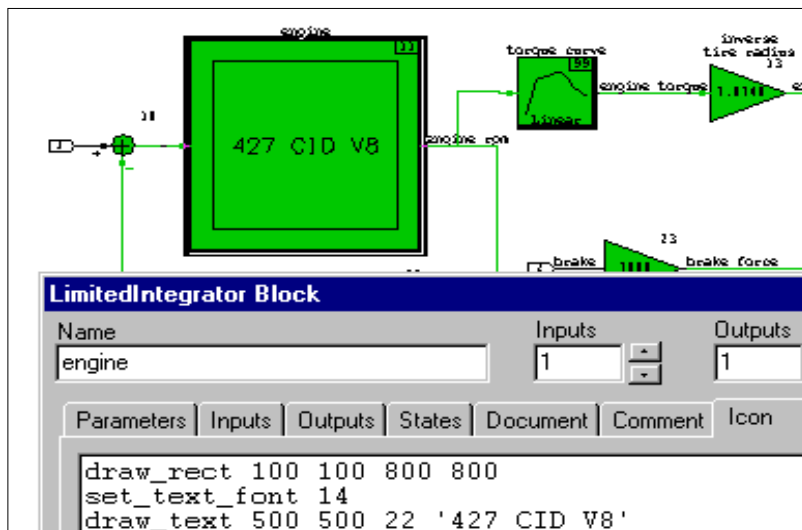 engine
torque curve
inverse
tire radius
33
99
13
427 CID V8
engine torque
Linear
engine rpm
+
-
23
brake
brake force
LimitedIntegrator Block
Name
Inputs
Outputs
engine
1
1
Parameters
Inputs
Outputs
States
Document
Comment
Icon
draw_rect 100 100 800 800
set_text_font 14
draw_text 500 500 22 '427 CID V8'